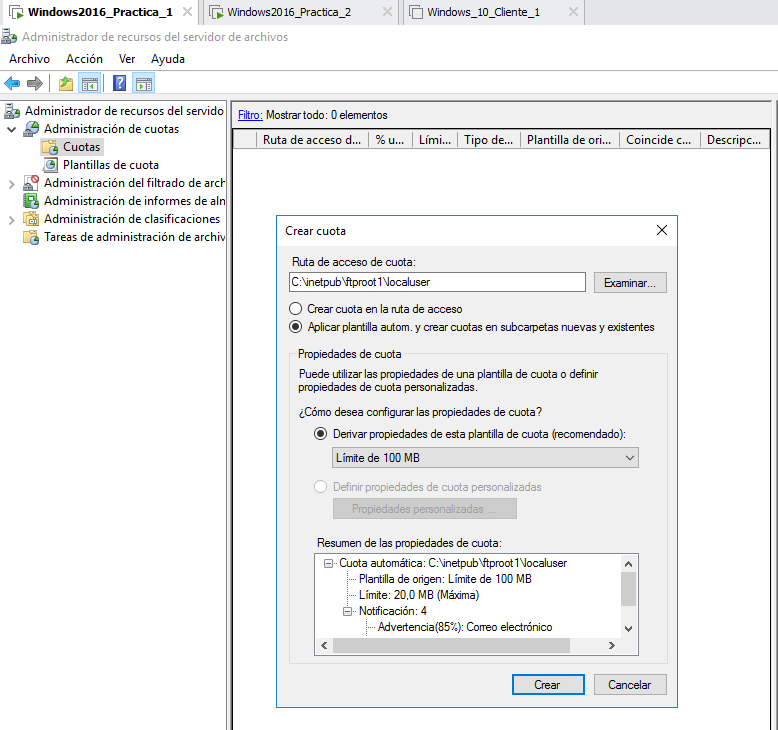 Windows2016_Practica_1
Windows2016_Practica_2
Windows_10_Cliente_1
Administrador de recursos del servidor de archivos
Archivo Acción Ver Ayuda
Administrador de recursos del servido
Administración de cuotas
Cuotas
Plantillas de cuota
Administración del filtrado de arch
Administración de informes de alm
Administración de clasificaciones
Tareas de administración de archiv
Filtro: Mostrar todo: 0 elementos
Ruta de acceso d... % u... Lími... Tipo de... Plantilla de ori... Coincide c... Descripc...
Crear cuota
Ruta de acceso de cuota:
C:\inetpub\ftproot1\localuser
Examinar...
Crear cuota en la ruta de acceso
Aplicar plantilla autom. y crear cuotas en subcarpetas nuevas y existentes
Propiedades de cuota
Puede utilizar las propiedades de una plantilla de cuota o definir
propiedades de cuota personalizadas.
¿Cómo desea configurar las propiedades de cuota?
Derivar propiedades de esta plantilla de cuota (recomendado):
Límite de 100 MB
Definir propiedades de cuota personalizadas
Propiedades personalizadas ...
Resumen de las propiedades de cuota:
Cuota automática: C:\inetpub\ftproot1\localuser
Plantilla de origen: Límite de 100 MB
Límite: 20,0 MB (Máxima)
Notificación: 4
Advertencia(85%): Correo electrónico
Crear
Cancelar